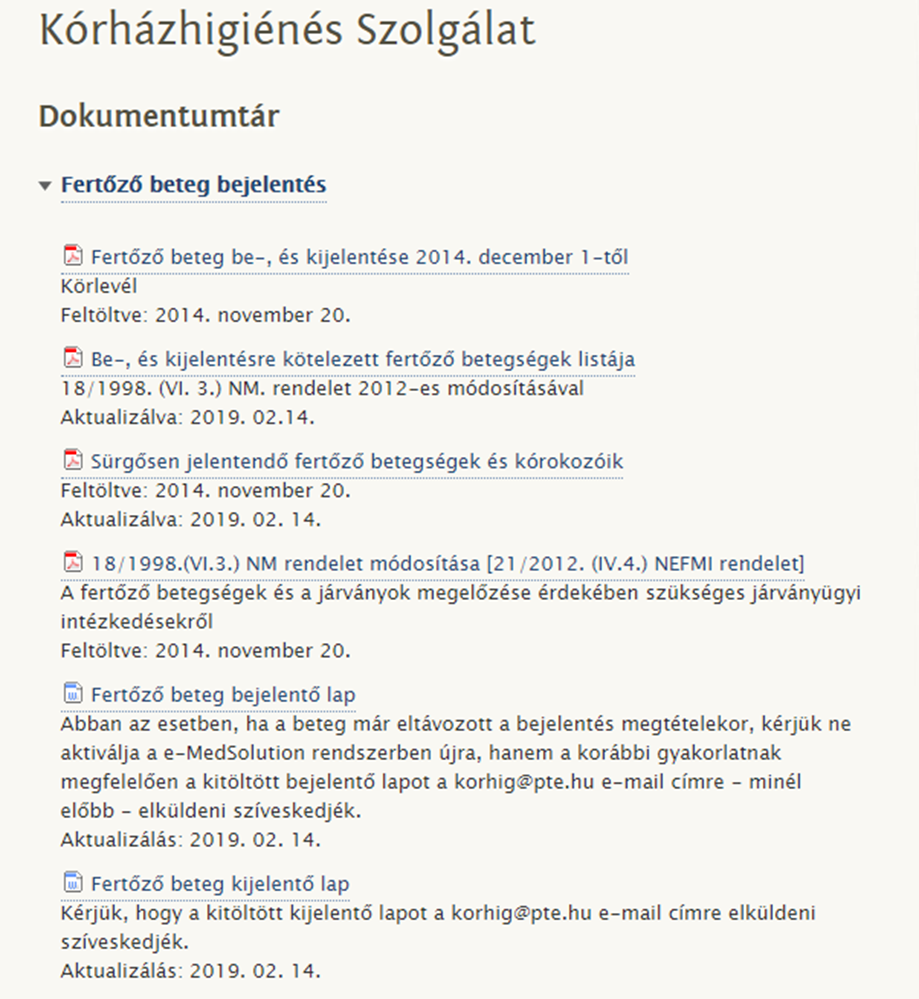 Kórházhigiénés Szolgálat
Dokumentumtár
Fertőző beteg bejelentés
Fertőző beteg be-, és kijelentése 2014. december 1-től
Körlevél
Feltöltve: 2014. november 20.
Be-, és kijelentésre kötelezett fertőző betegségek listája
18/1998. (VI. 3.) NM. rendelet 2012-es módosításával
Aktualizálva: 2019. 02.14.
Sürgősen jelentendő fertőző betegségek és kórokozóik
Feltöltve: 2014. november 20.
Aktualizálva: 2019. 02. 14.
18/1998.(VI.3.) NM rendelet módosítása [21/2012. (IV.4.) NEFMI rendelet]
A fertőző betegségek és a járványok megelőzése érdekében szükséges járványügyi
intézkedésekről
Feltöltve: 2014. november 20.
Fertőző beteg bejelentő lap
Abban az esetben, ha a beteg már eltávozott a bejelentés megtételekor, kérjük ne
aktiválja a e-MedSolution rendszerben újra, hanem a korábbi gyakorlatnak
megfelelően a kitöltött bejelentő lapot a korhig@pte.hu e-mail címre - minél
előbb - elküldeni szíveskedjék.
Aktualizálás: 2019. 02. 14.
Fertőző beteg kijelentő lap
Kérjük, hogy a kitöltött kijelentő lapot a korhig@pte.hu e-mail címre elküldeni
szíveskedjék.
Aktualizálás: 2019. 02. 14.